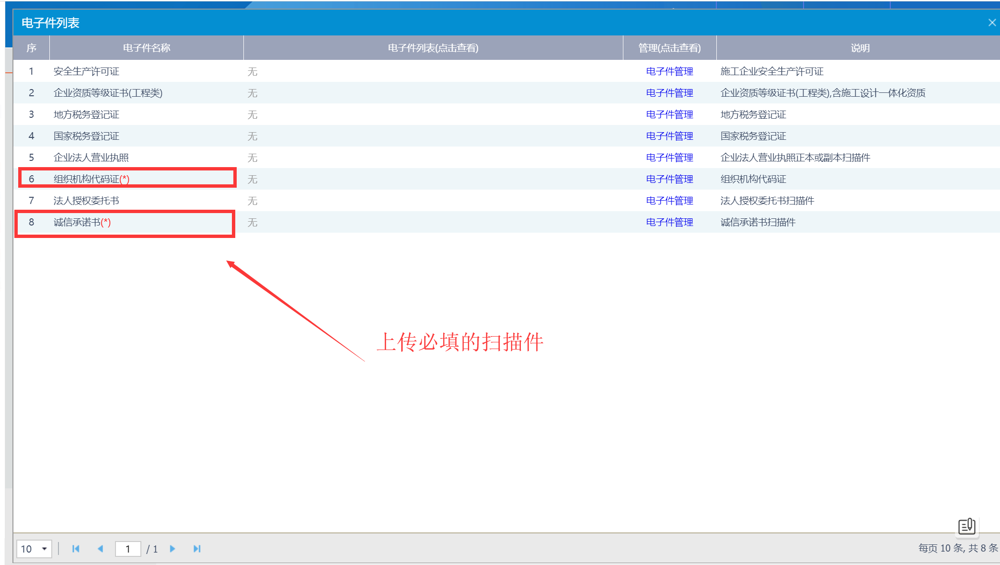 电子件列表
序 电子件名称 电子件列表(点击查看) 管理(点击查看) 说明
1 安全生产许可证 无 电子件管理 施工企业安全生产许可证
2 企业资质等级证书(工程类) 无 电子件管理 企业资质等级证书(工程类),含施工设计一体化资质
3 地方税务登记证 无 电子件管理 地方税务登记证
4 国家税务登记证 无 电子件管理 国家税务登记证
5 企业法人营业执照 无 电子件管理 企业法人营业执照正本或副本扫描件
6 组织机构代码证(*) 无 电子件管理 组织机构代码证
7 法人授权委托书 无 电子件管理 法人授权委托书扫描件
8 诚信承诺书(*) 无 电子件管理 诚信承诺书扫描件
上传必填的扫描件
10 1 / 1 每页 10 条, 共 8 条